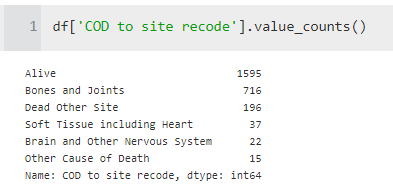 1 df['COD to site recode'].value_counts()
Alive 1595
Bones and Joints 716
Dead Other Site 196
Soft Tissue including Heart 37
Brain and Other Nervous System 22
Other Cause of Death 15
Name: COD to site recode, dtype: int64